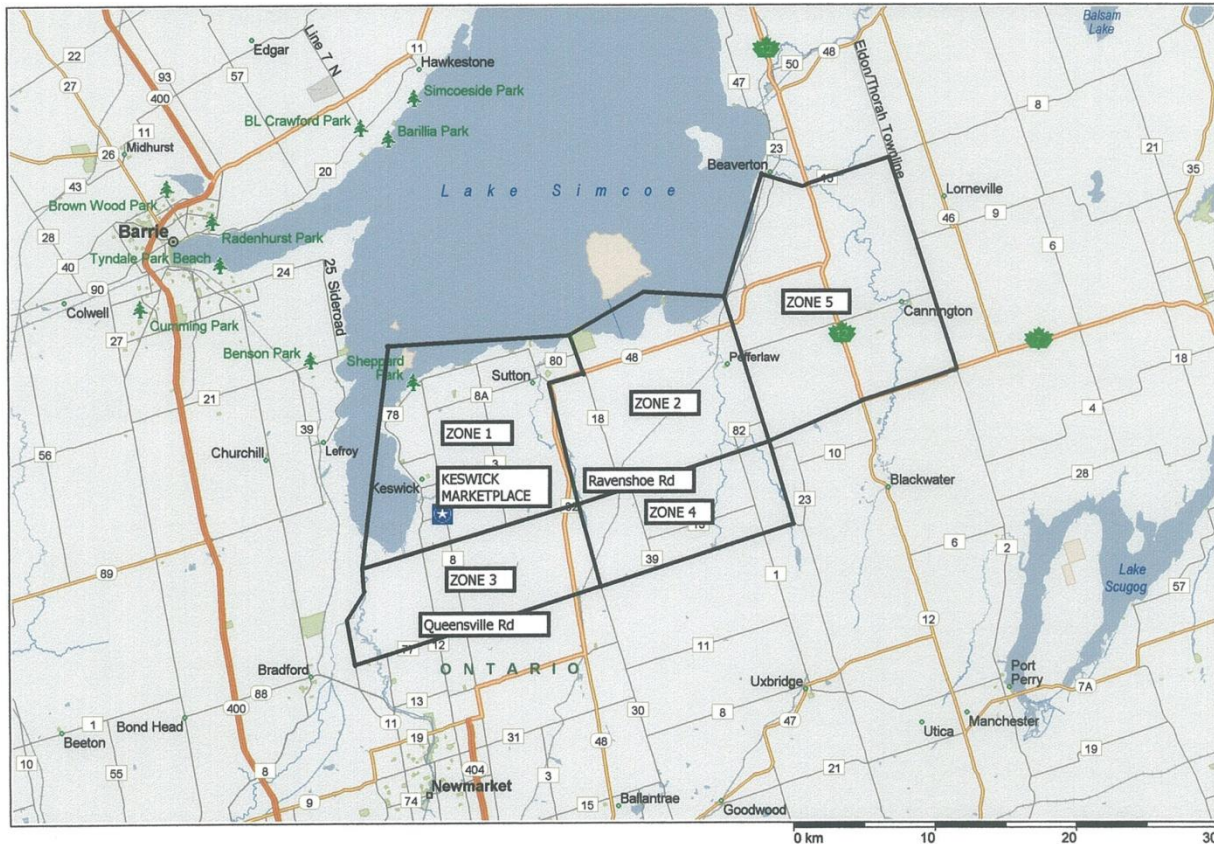 Balsam
Lake
Edgar
Line 7 N
11
Hawkestone
Simcoeside Park
BL Crawford Park
Barillia Park
22
27
93
57
400
11
Midhurst
26
20
43
Brown Wood Park
Barrie
Radenhurst Park
Tyndale Park Beach
28
40
90
24
Colwell
Cumming Park
27
25 Sideroad
Benson Park
Sheppard
Park
Lake Simcoe
48
50
47
Eldon/Thorah Townline
8
21
35
23
Beaverton
Lorneville
46
9
6
ZONE 5
Cannington
18
80
48
Sutton
8A
78
Pefferlaw
ZONE 2
18
ZONE 1
82
4
21
39
Lefroy
Churchill
56
3
Keswick
KESWICK
MARKETPLACE
Ravenshoe Rd
ZONE 4
10
Blackwater
28
23
39
6
2
89
8
ZONE 3
1
Lake
Scugog
57
Queensville Rd
77
12
ONTARIO
11
12
Bradford
88
400
Bond Head
1
Beeton
10
55
8
9
13
11
19
31
404
74
Newmarket
30
48
3
15
Ballantrae
8
Uxbridge
47
Goodwood
21
Utica
Manchester
Port
Perry
7A
19
0 km
10
20
30